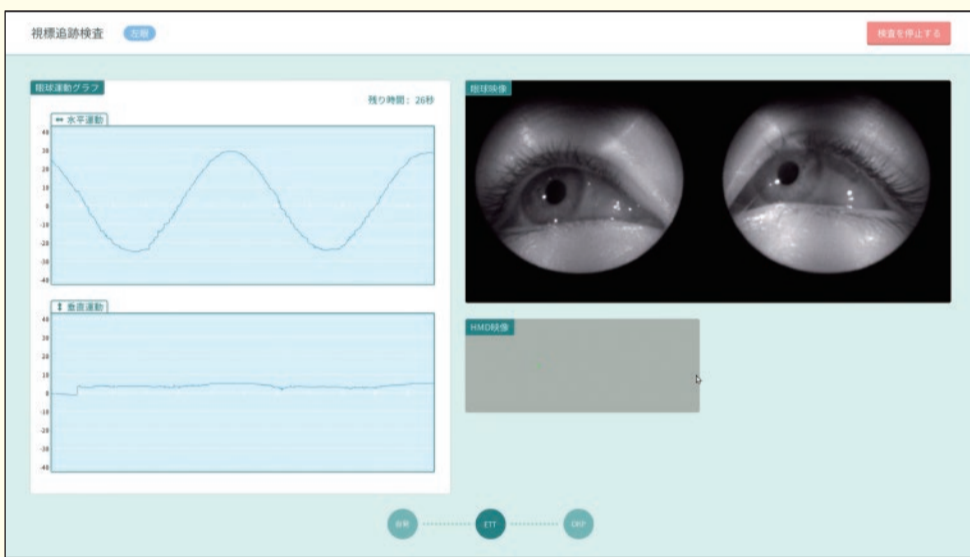 視標追跡検査
左眼
検査を停止する
眼球運動グラフ
残り時間: 26秒
↔ 水平運動
40
30
20
10
0
-10
-20
-30
-40
↕ 垂直運動
40
30
20
10
0
-10
-20
-30
-40
眼球映像
HMD映像
ETT